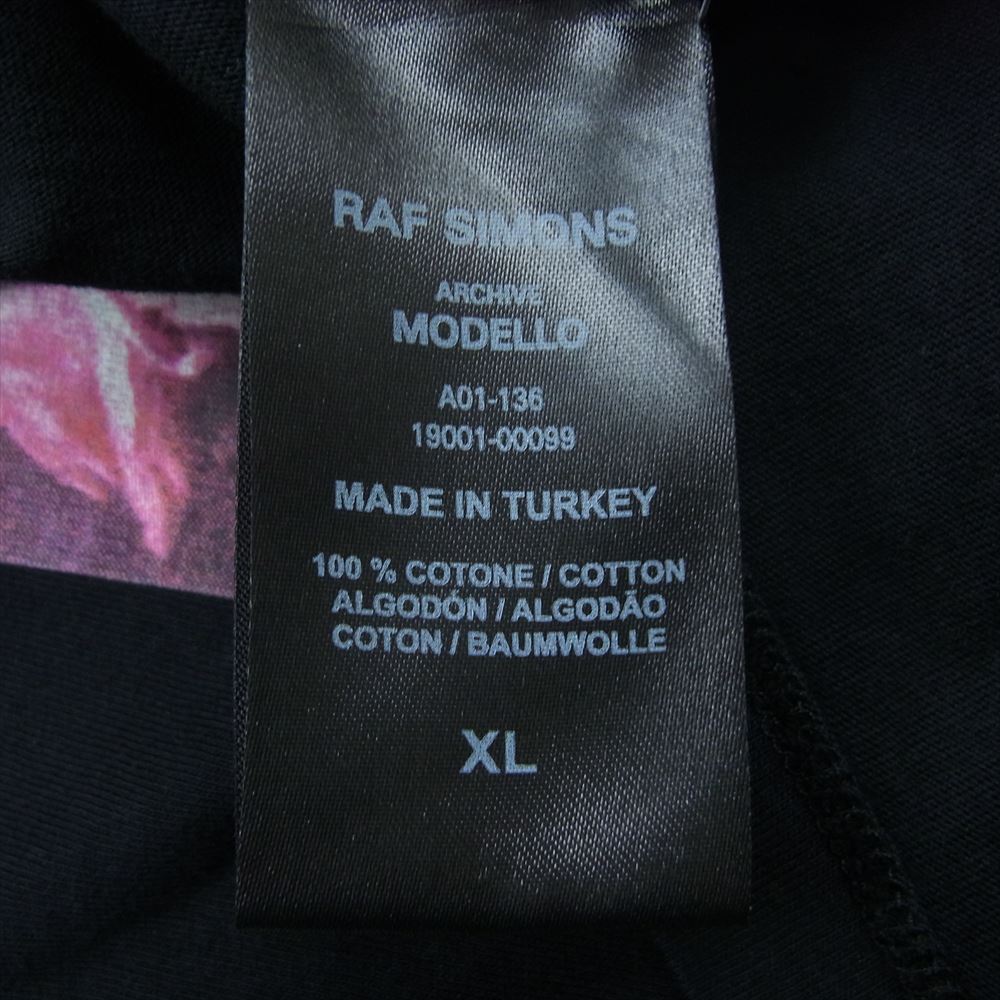 RAF SIMONS
ARCHIVE
MODELLO
A01-136
19001-00099
MADE IN TURKEY
100 % COTONE / COTTON
ALGODÓN / ALGODÃO
COTON / BAUMWOLLE
XL